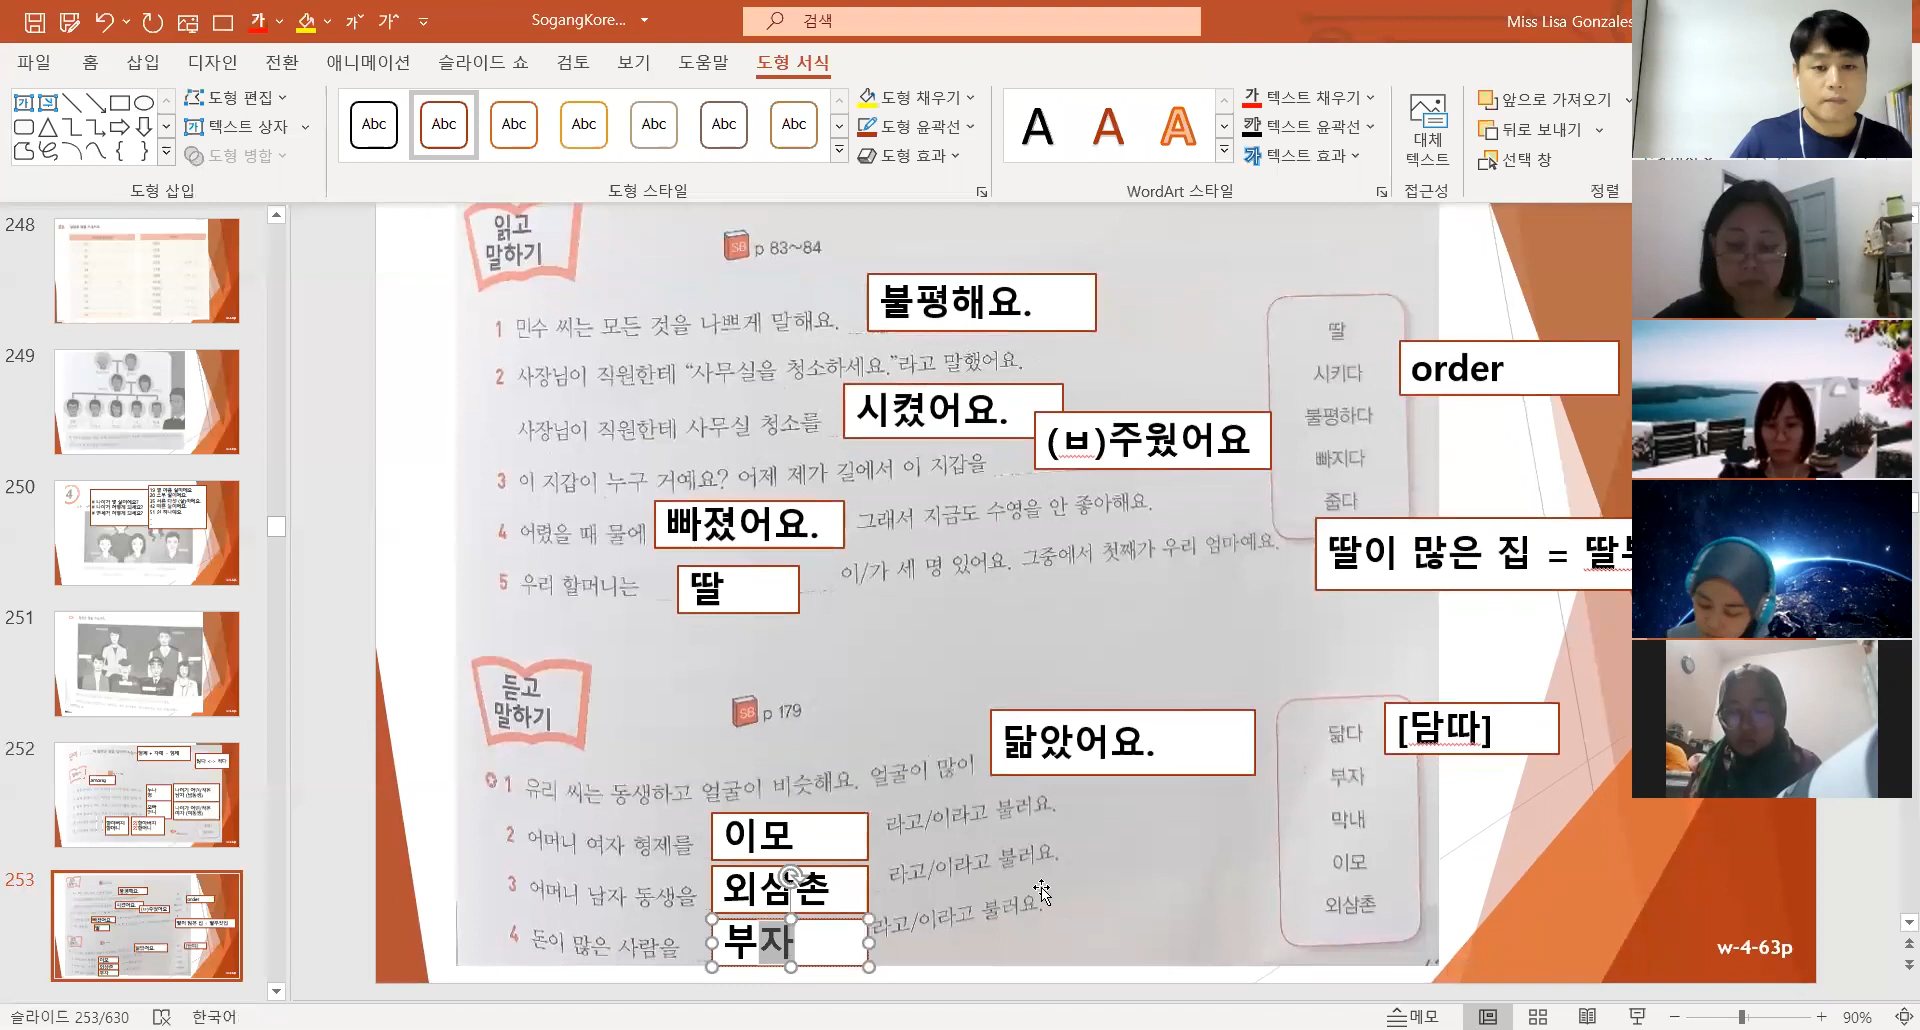 SogangKore...
검색
Miss Lisa Gonzales
파일 홈 삽입 디자인 전환 애니메이션 슬라이드 쇼 검토 보기 도움말 도형 서식
도형 편집
텍스트 상자
도형 병합
도형 삽입
Abc Abc Abc Abc Abc Abc Abc
도형 채우기
도형 윤곽선
도형 효과
도형 스타일
A A A
텍스트 채우기
텍스트 윤곽선
텍스트 효과
WordArt 스타일
대체
텍스트
접근성
앞으로 가져오기
뒤로 보내기
선택 창
정렬
248
249
250
251
252
253
읽고
말하기
SB p 83~84
불평해요.
1 민수 씨는 모든 것을 나쁘게 말해요.
2 사장님이 직원한테 “사무실을 청소하세요.”라고 말했어요.
사장님이 직원한테 사무실 청소를 시켰어요.
(ㅂ)주웠어요
3 이 지갑이 누구 거예요? 어제 제가 길에서 이 지갑을
4 어렸을 때 물에 빠졌어요. 그래서 지금도 수영을 안 좋아해요.
5 우리 할머니는 딸 이/가 세 명 있어요. 그중에서 첫째가 우리 엄마예요.
딸
시키다
불평하다
빠지다
줍다
order
딸이 많은 집 = 딸
듣고
말하기
SB p 179
닮았어요.
1 유리 씨는 동생하고 얼굴이 비슷해요. 얼굴이 많이
2 어머니 여자 형제를 이모 라고/이라고 불러요.
3 어머니 남자 동생을 외삼촌 라고/이라고 불러요.
4 돈이 많은 사람을 부자 라고/이라고 불러요.
닮다
부자
막내
이모
외삼촌
[담따]
w-4-63p
슬라이드 253/630
한국어
메모
90%